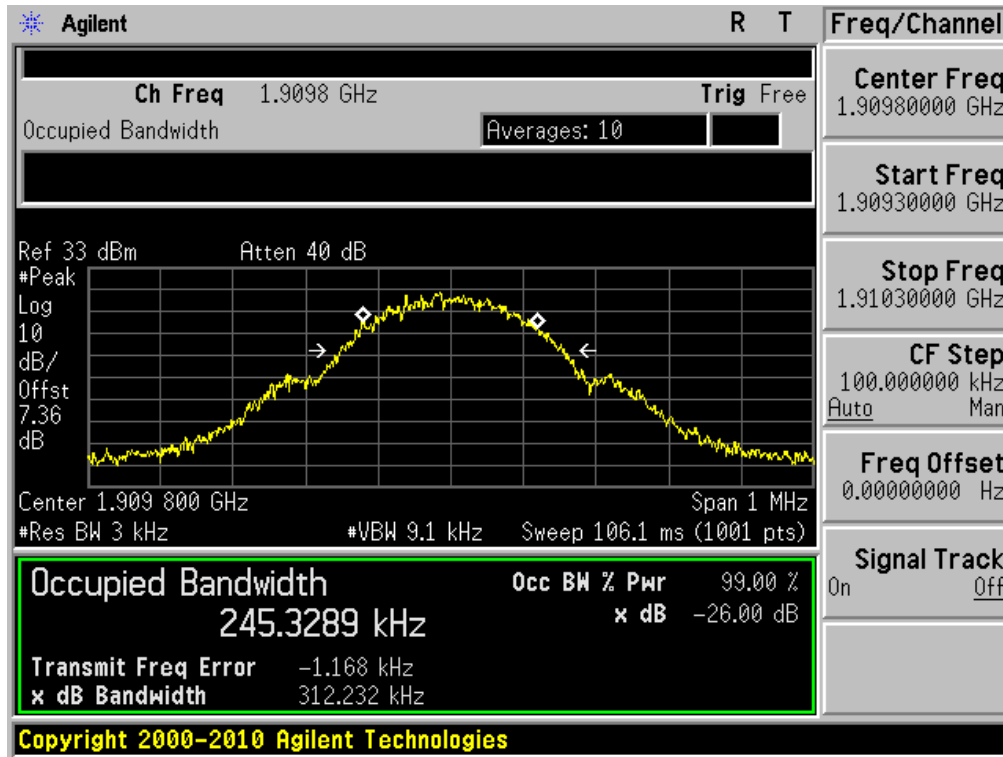 Agilent R T
Ch Freq 1.9098 GHz Trig Free
Occupied Bandwidth Averages: 10
Ref 33 dBm Atten 40 dB
#Peak
Log
10
dB/
Offst
7.36
dB
Center 1.909 800 GHz Span 1 MHz
#Res BW 3 kHz #VBW 9.1 kHz Sweep 106.1 ms (1001 pts)
Occupied Bandwidth Occ BW % Pwr 99.00 %
245.3289 kHz x dB -26.00 dB
Transmit Freq Error -1.168 kHz
x dB Bandwidth 312.232 kHz
Copyright 2000-2010 Agilent Technologies
Freq/Channel
Center Freq
1.90980000 GHz
Start Freq
1.90930000 GHz
Stop Freq
1.91030000 GHz
CF Step
100.000000 kHz
Auto Man
Freq Offset
0.00000000 Hz
Signal Track
On Off